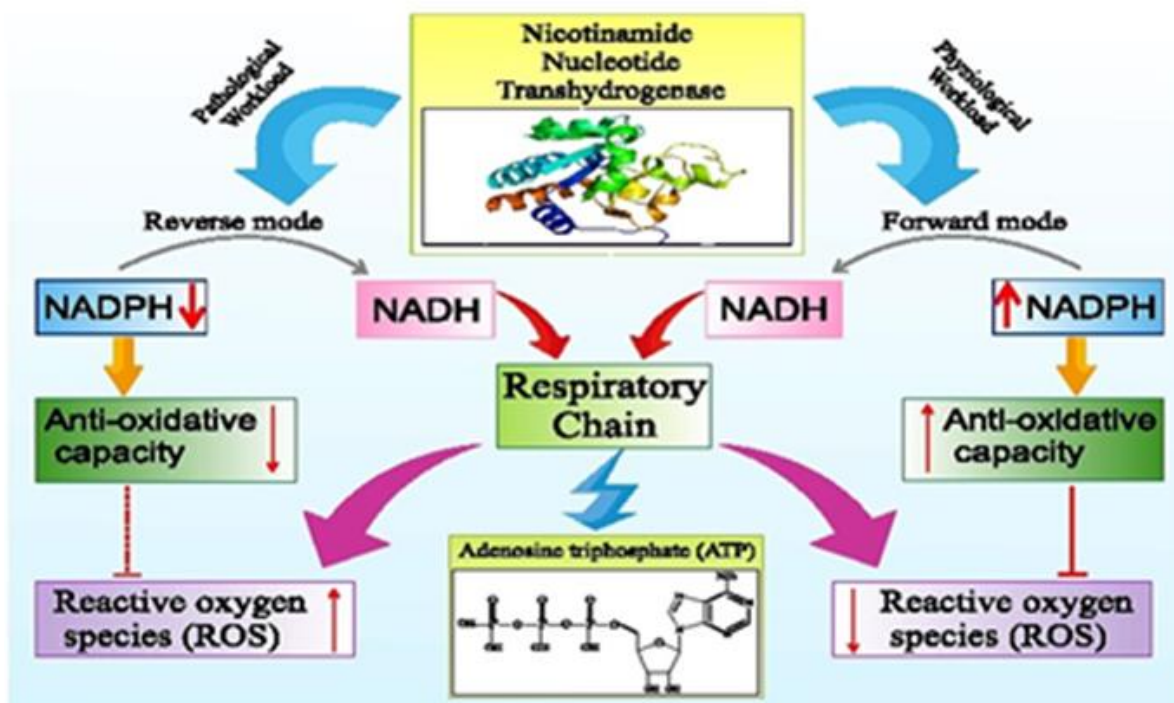 Nicotinamide
Nucleotide
Transhydrogenase
Pathological
Workload
Physiological
Workload
Reverse mode
Forward mode
NADPH
NADH
NADH
NADPH
Respiratory
Chain
Anti-oxidative
capacity
Anti-oxidative
capacity
Adenosine triphosphate (ATP)
Reactive oxygen
species (ROS)
Reactive oxygen
species (ROS)